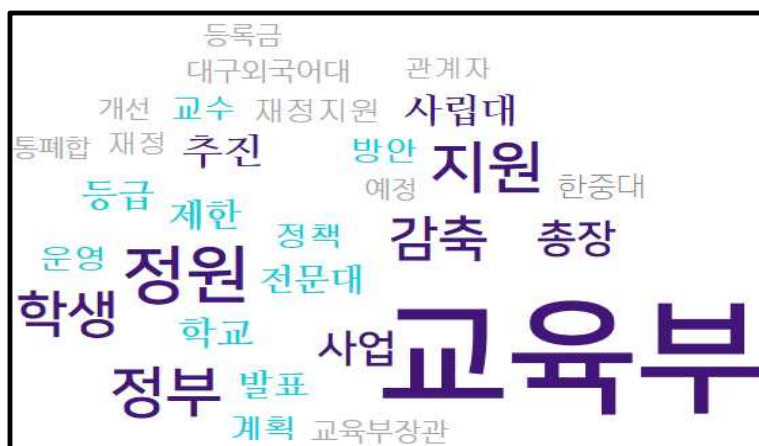 등록금
대구외국어대 관계자
개선 교수 재정지원 사립대
통폐합 재정 추진 방안 지원
등급 제한 예정 한중대
운영 정원 정책 감축 총장
학생 학교 전문대 사업 교육부
정부 발표
계획 교육부장관